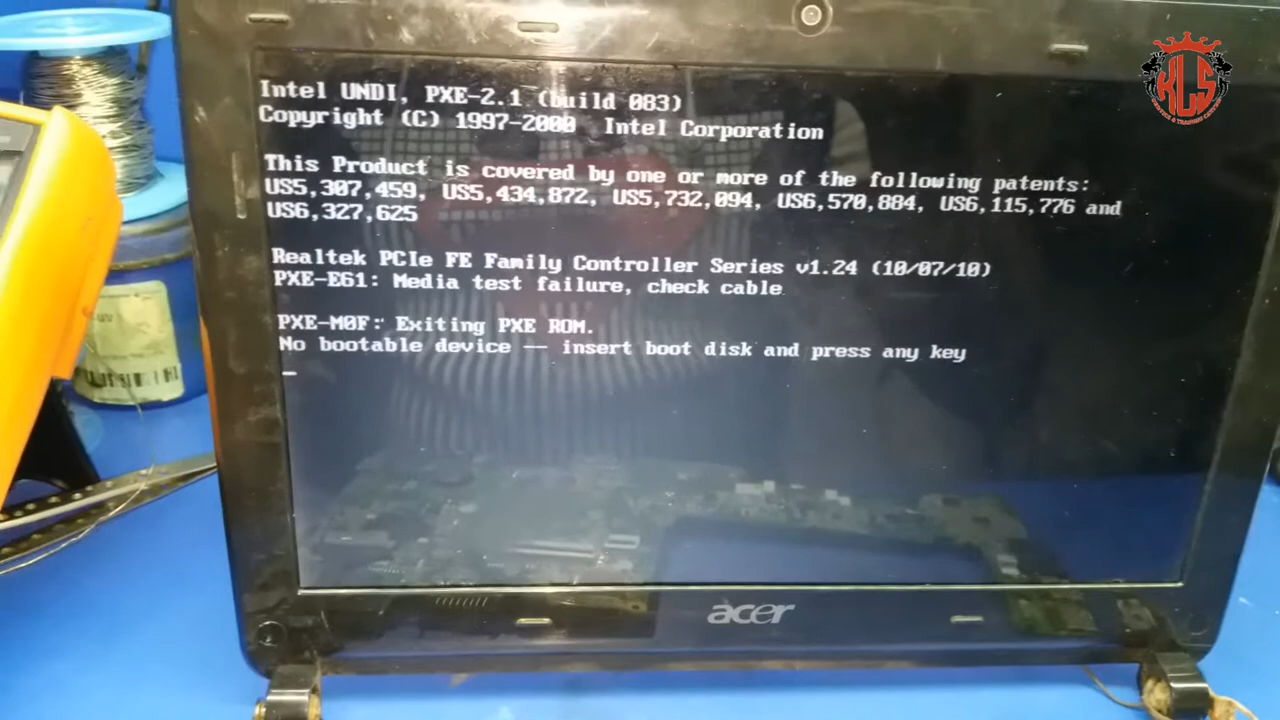 KLS
Intel UNDI, PXE-2.1 (build 083)
Copyright (C) 1997-2000  Intel Corporation
This Product is covered by one or more of the following patents:
US5,307,459, US5,434,872, US5,732,094, US6,570,884, US6,115,776 and
US6,327,625
Realtek PCIe FE Family Controller Series v1.24 (10/07/10)
PXE-E61: Media test failure, check cable
PXE-M0F: Exiting PXE ROM.
No bootable device -- insert boot disk and press any key
acer